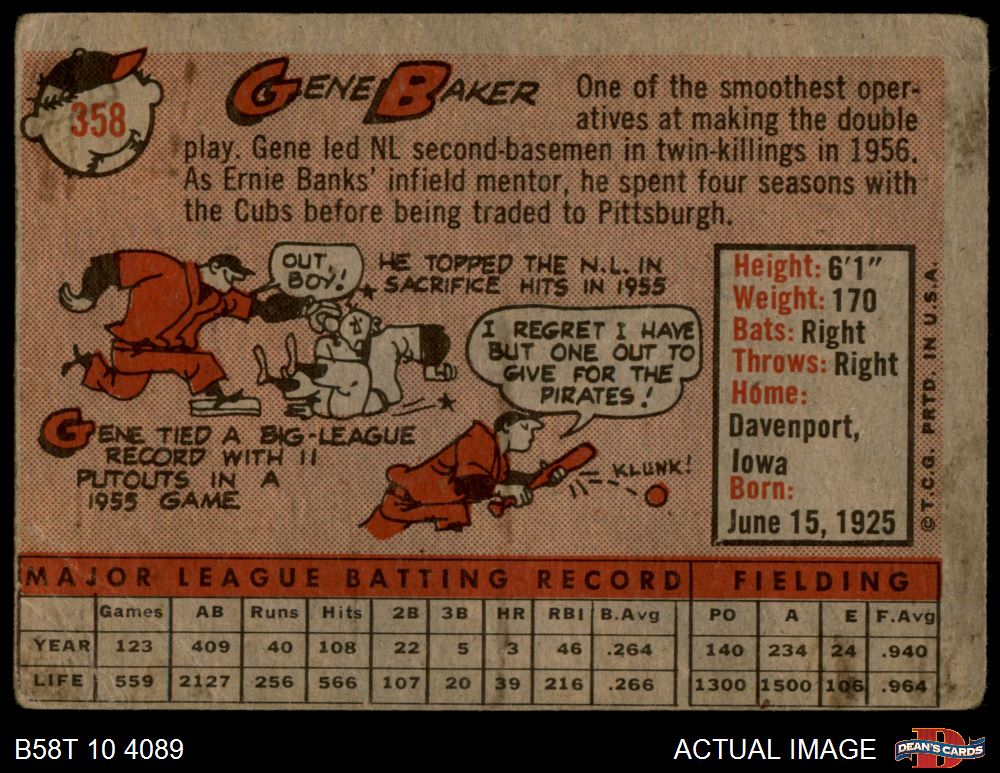 358
GENE BAKER
One of the smoothest oper-
atives at making the double
play. Gene led NL second-basemen in twin-killings in 1956.
As Ernie Banks' infield mentor, he spent four seasons with
the Cubs before being traded to Pittsburgh.
OUT,
BOY!
HE TOPPED THE N.L. IN
SACRIFICE HITS IN 1955
I REGRET I HAVE
BUT ONE OUT TO
GIVE FOR THE
PIRATES!
GENE TIED A BIG-LEAGUE
RECORD WITH 11
PUTOUTS IN A
1955 GAME
KLUNK!
Height: 6'1"
Weight: 170
Bats: Right
Throws: Right
Home:
Davenport,
Iowa
Born:
June 15, 1925
© T.C.G. PRTD. IN U.S.A.
MAJOR LEAGUE BATTING RECORD FIELDING
Games AB Runs Hits 2B 3B HR RBI B.Avg PO A E F.Avg
YEAR 123 409 40 108 22 5 3 46 .264 140 234 24 .940
LIFE 559 2127 256 566 107 20 39 216 .266 1300 1500 106 .964
B58T 10 4089
ACTUAL IMAGE
DEAN'S CARDS